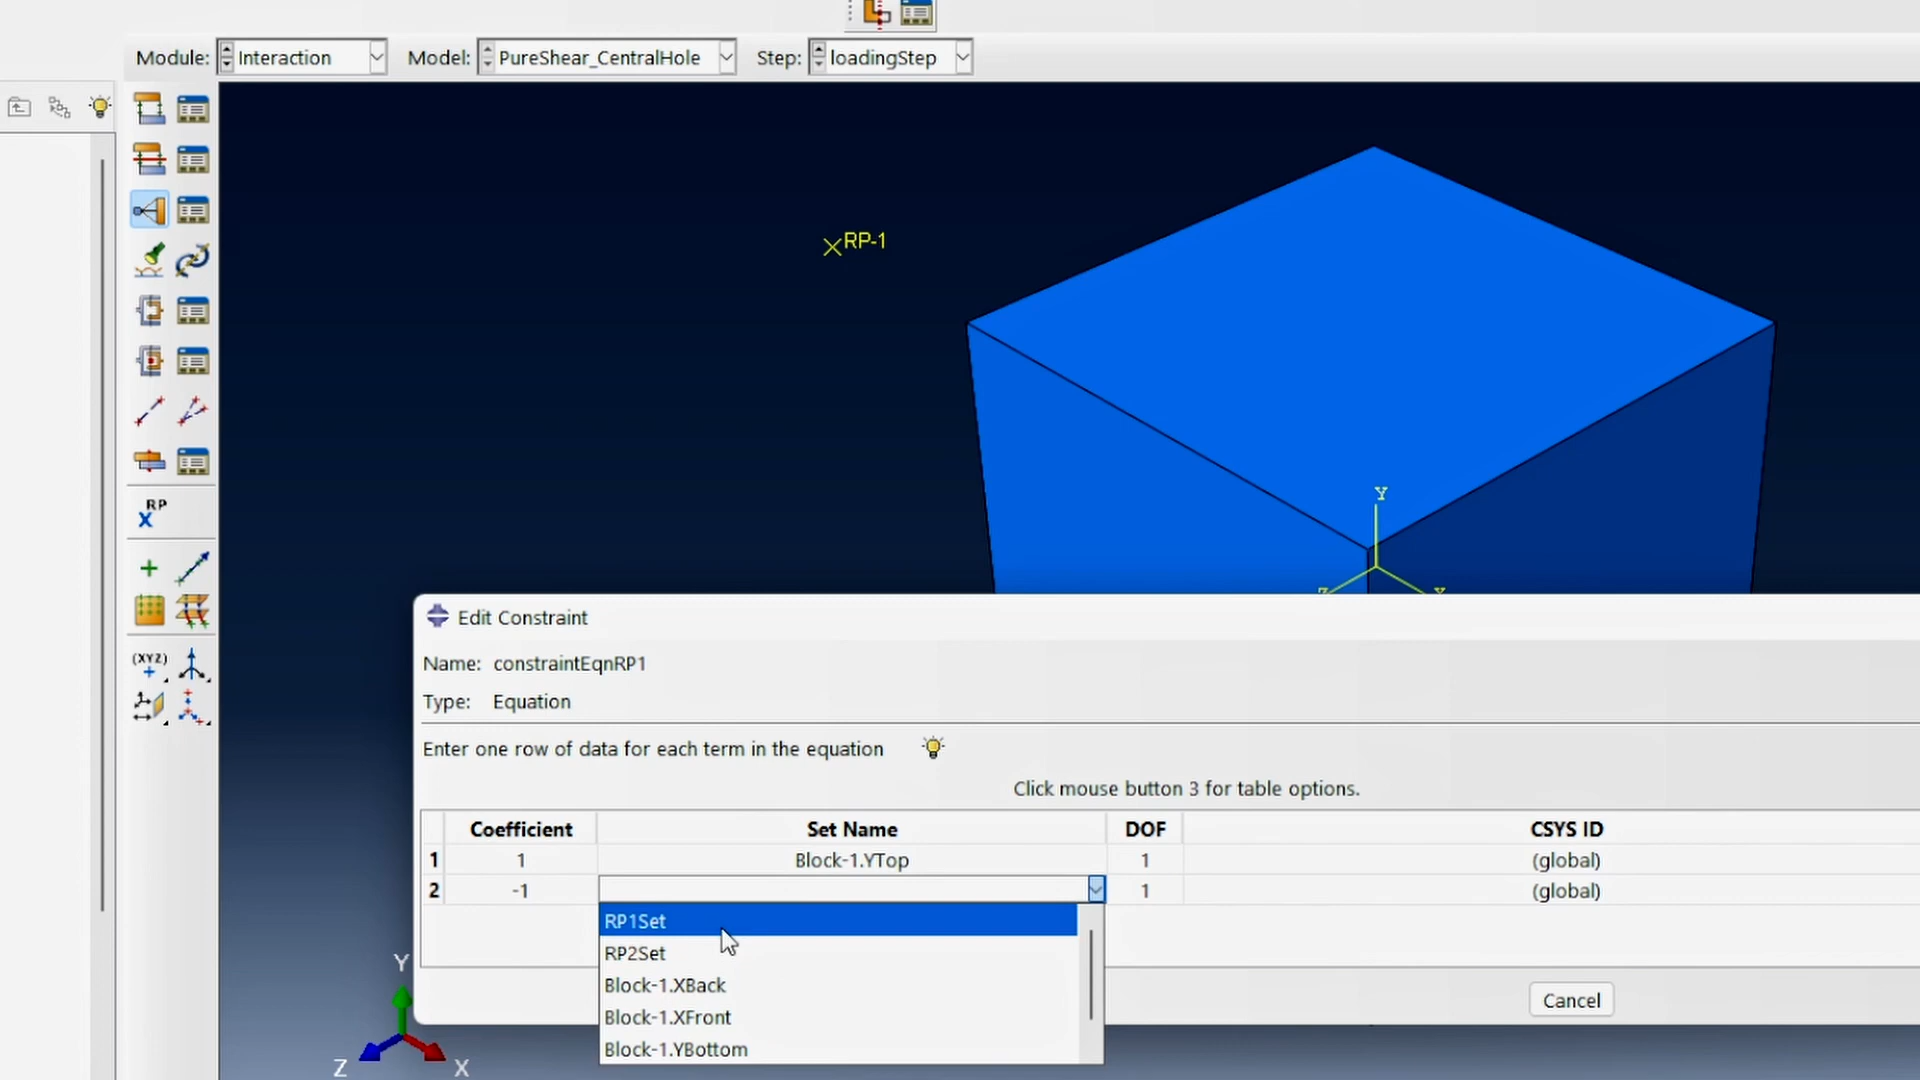 Module: Interaction Model: PureShear_CentralHole Step: loadingStep
RP-1
RP
X
Y
Z X
(XYZ)
Edit Constraint
Name: constraintEqnRP1
Type: Equation
Enter one row of data for each term in the equation
Click mouse button 3 for table options.
Coefficient Set Name DOF CSYS ID
1 1 Block-1.YTop 1 (global)
2 -1 1 (global)
RP1Set
RP2Set
Block-1.XBack
Block-1.XFront
Block-1.YBottom
Cancel
Y
Z X